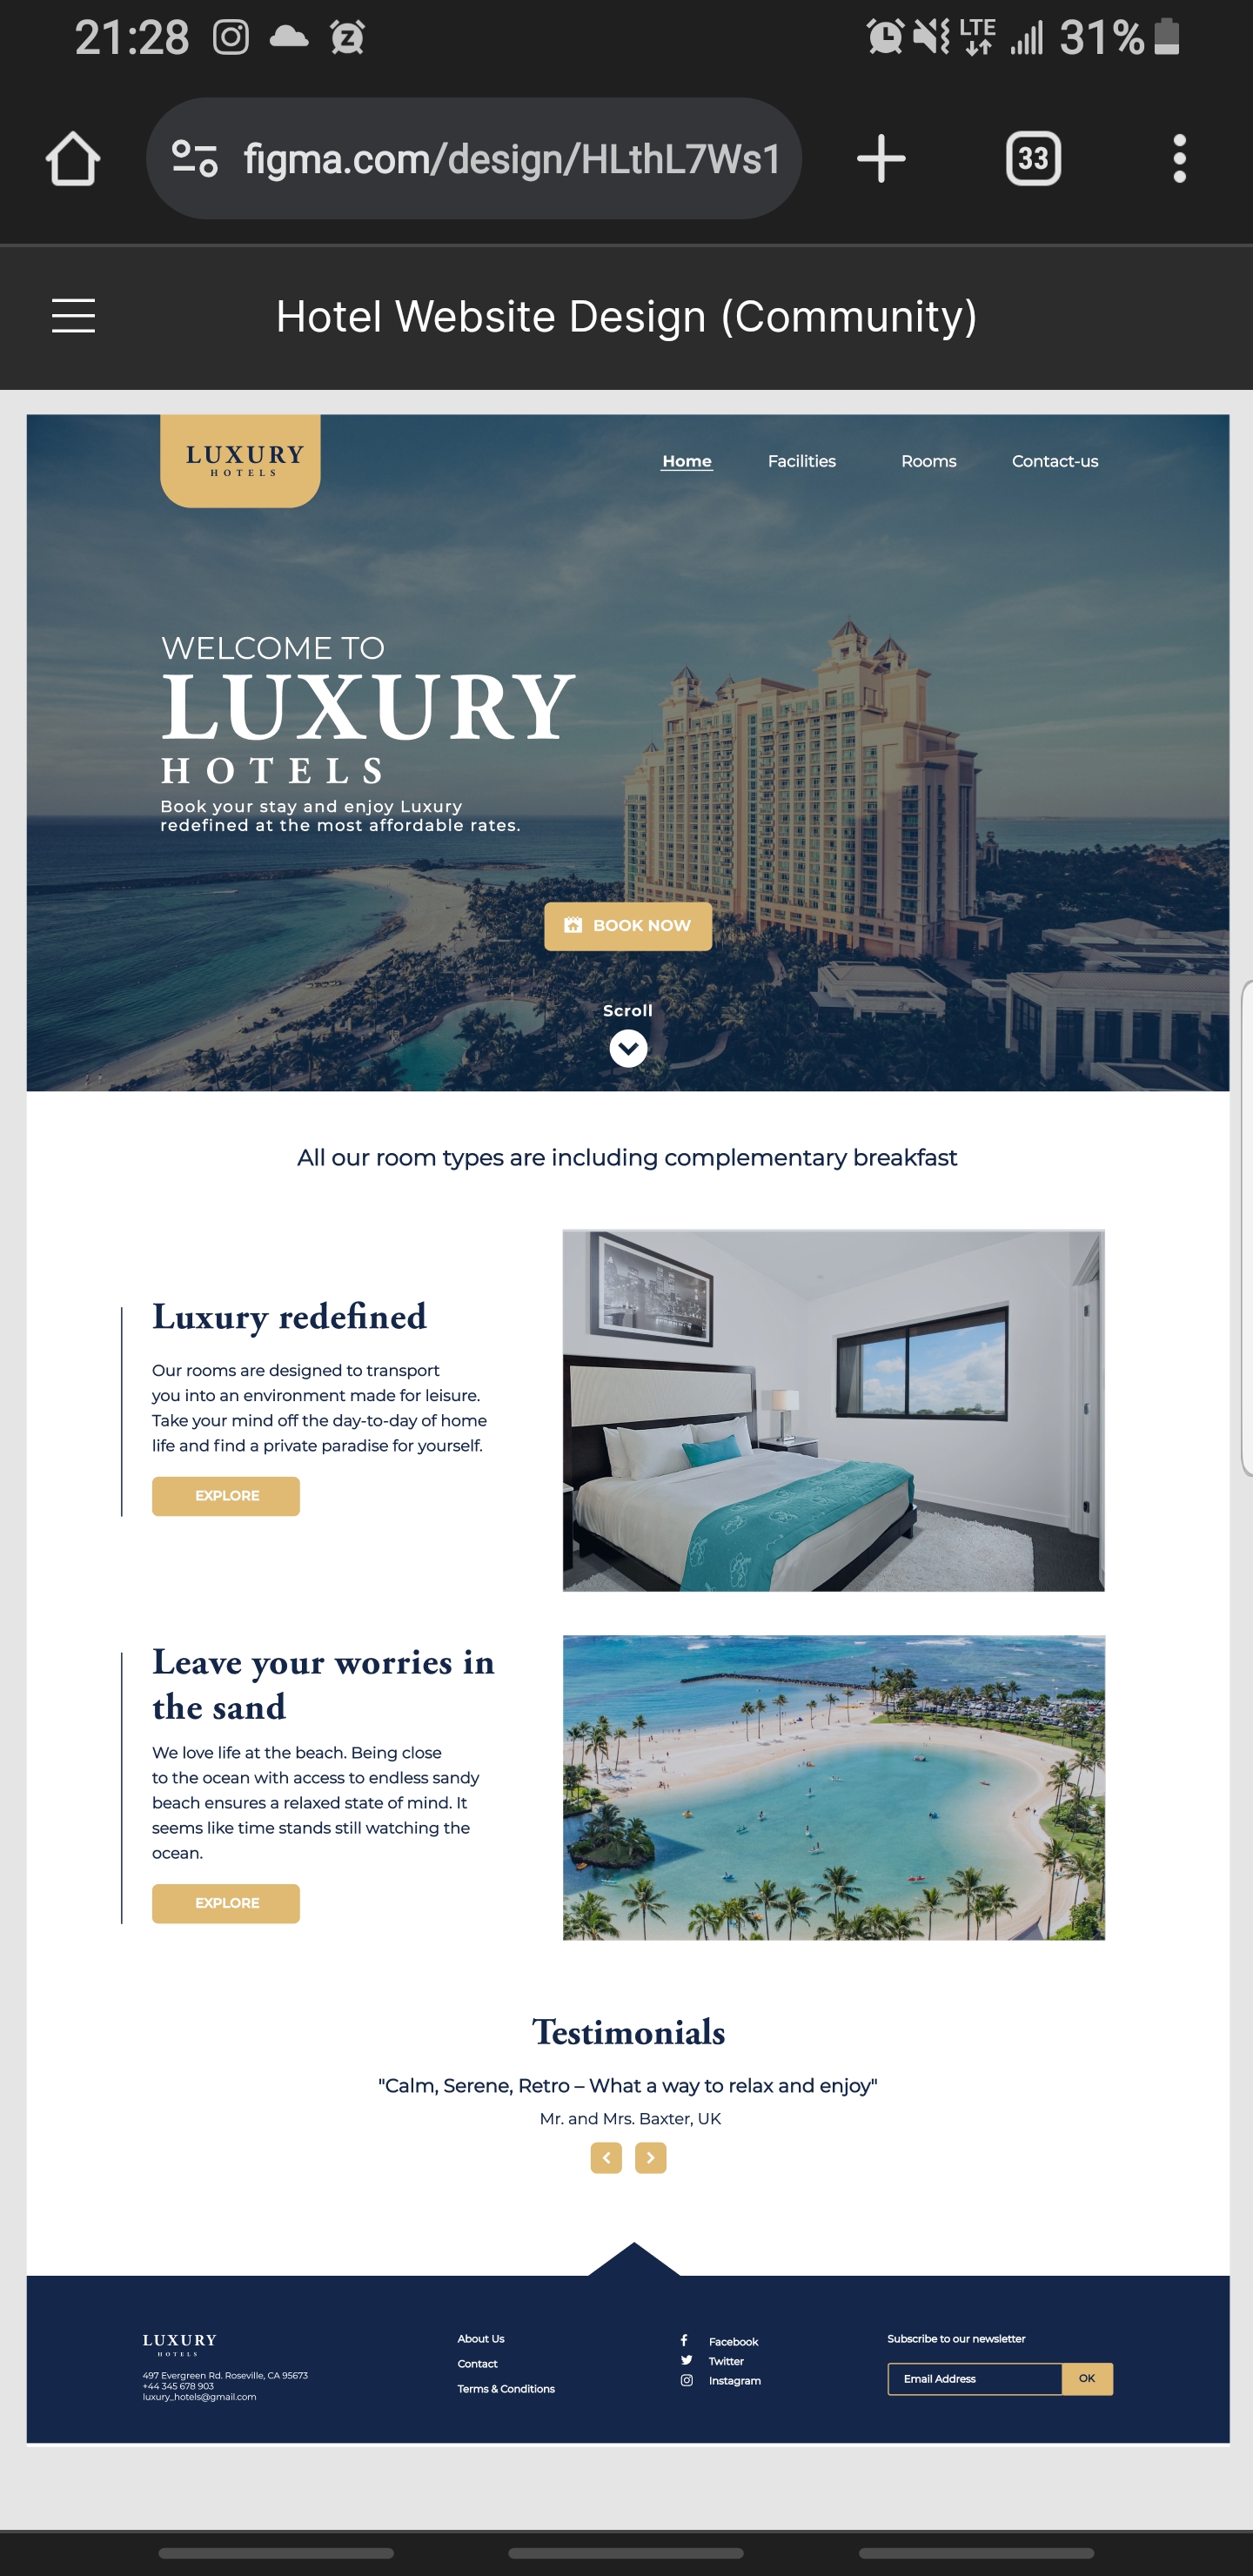 21:28
LTE
31%
figma.com/design/HLthL7Ws1
33
Hotel Website Design (Community)
LUXURY
HOTELS
Home Facilities Rooms Contact-us
WELCOME TO
LUXURY
HOTELS
Book your stay and enjoy Luxury
redefined at the most affordable rates.
BOOK NOW
Scroll
All our room types are including complementary breakfast
Luxury redefined
Our rooms are designed to transport
you into an environment made for leisure.
Take your mind off the day-to-day of home
life and find a private paradise for yourself.
EXPLORE
Leave your worries in
the sand
We love life at the beach. Being close
to the ocean with access to endless sandy
beach ensures a relaxed state of mind. It
seems like time stands still watching the
ocean.
EXPLORE
Testimonials
"Calm, Serene, Retro – What a way to relax and enjoy"
Mr. and Mrs. Baxter, UK
LUXURY
HOTELS
497 Evergreen Rd. Roseville, CA 95673
+44 345 678 903
luxury_hotels@gmail.com
About Us
Contact
Terms & Conditions
Facebook
Twitter
Instagram
Subscribe to our newsletter
Email Address OK